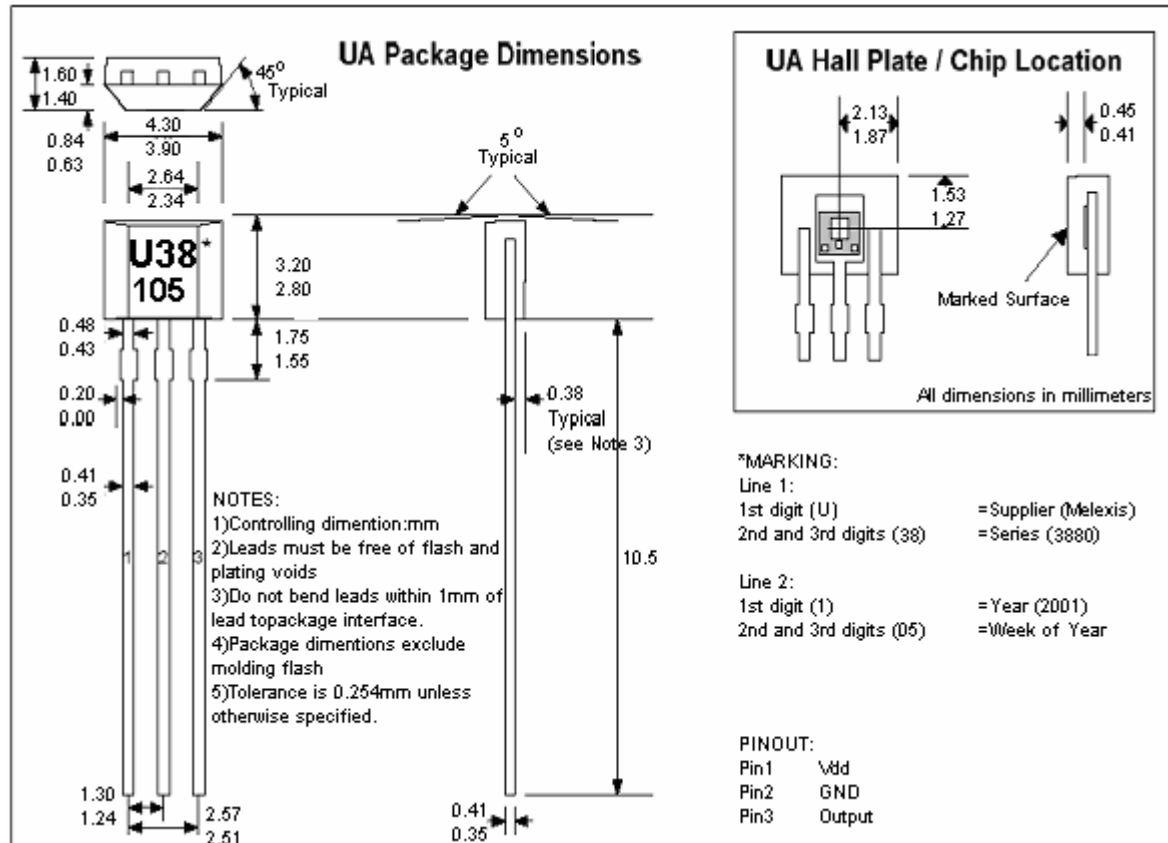 UA Package Dimensions
1.60
1.40
45°
Typical
0.84
0.63
4.30
3.90
2.64
2.34
5°
Typical
U38*
105
3.20
2.80
0.48
0.43
1.75
1.55
0.20
0.00
0.38
Typical
(see Note 3)
0.41
0.35
1
2
3
10.5
NOTES:
1)Controlling dimention:mm
2)Leads must be free of flash and
plating voids
3)Do not bend leads within 1mm of
lead topackage interface.
4)Package dimentions exclude
molding flash
5)Tolerance is 0.254mm unless
otherwise specified.
1.30
1.24
2.57
2.51
0.41
0.35
UA Hall Plate / Chip Location
2.13
1.87
0.45
0.41
1.53
1.27
Marked Surface
All dimensions in millimeters
*MARKING:
Line 1:
1st digit (U) =Supplier (Melexis)
2nd and 3rd digits (38) =Series (3880)
Line 2:
1st digit (1) =Year (2001)
2nd and 3rd digits (05) =Week of Year
PINOUT:
Pin1 Vdd
Pin2 GND
Pin3 Output